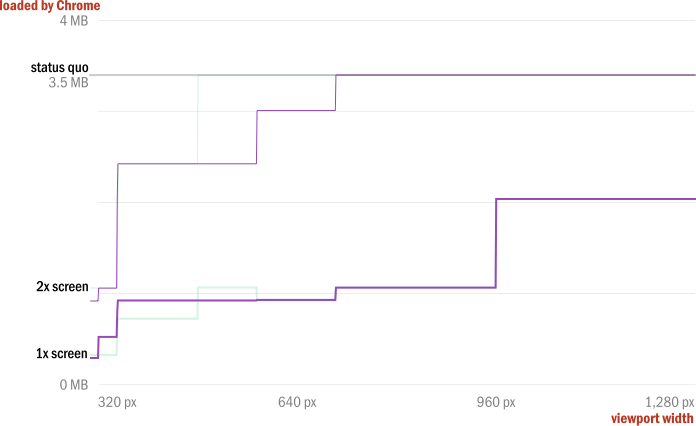 loaded by Chrome
4 MB
status quo
3.5 MB
2x screen
1x screen
0 MB
320 px
640 px
960 px
1,280 px
viewport width